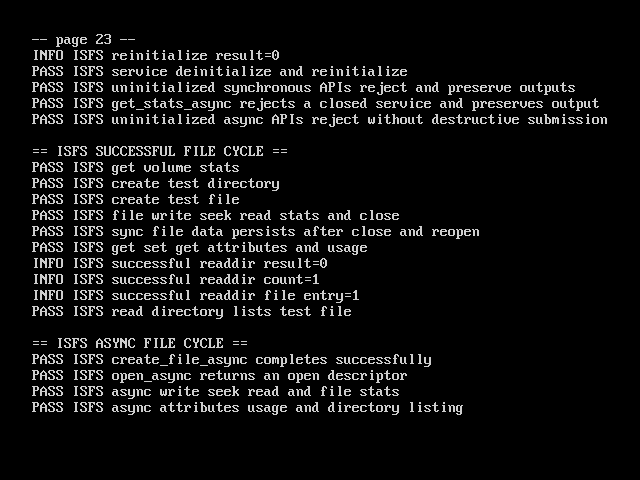 -- page 23 --
INFO ISFS reinitialize result=0
PASS ISFS service deinitialize and reinitialize
PASS ISFS uninitialized synchronous APIs reject and preserve outputs
PASS ISFS get_stats_async rejects a closed service and preserves output
PASS ISFS uninitialized async APIs reject without destructive submission
== ISFS SUCCESSFUL FILE CYCLE ==
PASS ISFS get volume stats
PASS ISFS create test directory
PASS ISFS create test file
PASS ISFS file write seek read stats and close
PASS ISFS sync file data persists after close and reopen
PASS ISFS get set get attributes and usage
INFO ISFS successful readdir result=0
INFO ISFS successful readdir count=1
INFO ISFS successful readdir file entry=1
PASS ISFS read directory lists test file
== ISFS ASYNC FILE CYCLE ==
PASS ISFS create_file_async completes successfully
PASS ISFS open_async returns an open descriptor
PASS ISFS async write seek read and file stats
PASS ISFS async attributes usage and directory listing